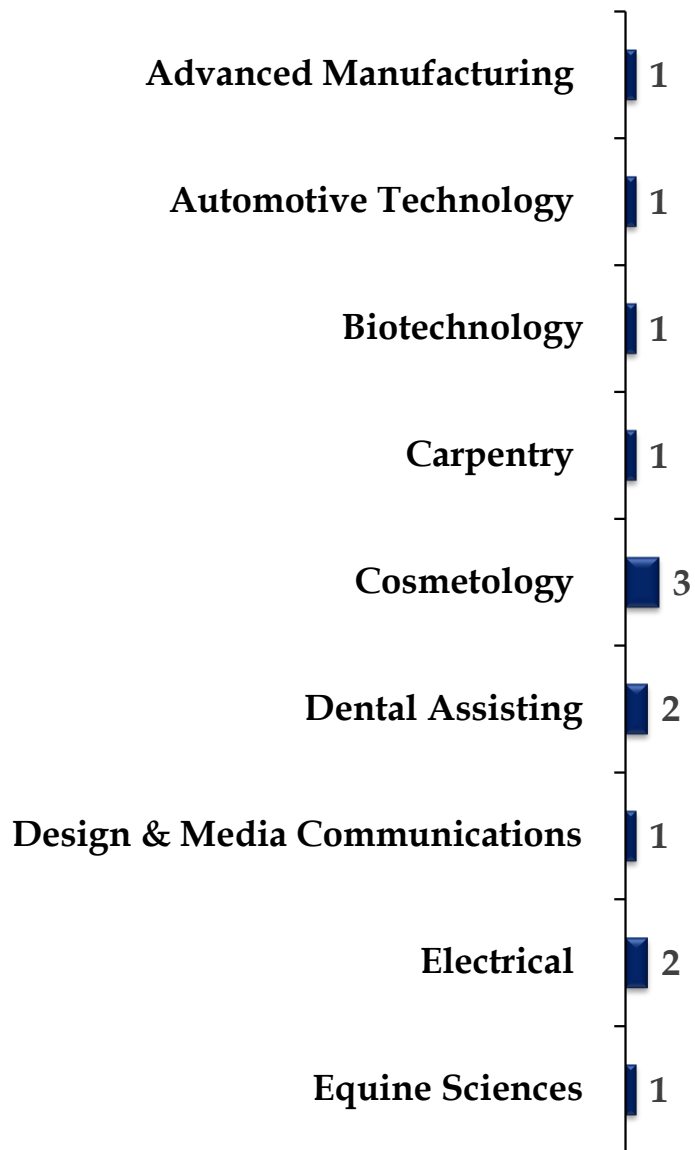 Advanced Manufacturing 1
Automotive Technology 1
Biotechnology 1
Carpentry 1
Cosmetology 3
Dental Assisting 2
Design & Media Communications 1
Electrical 2
Equine Sciences 1